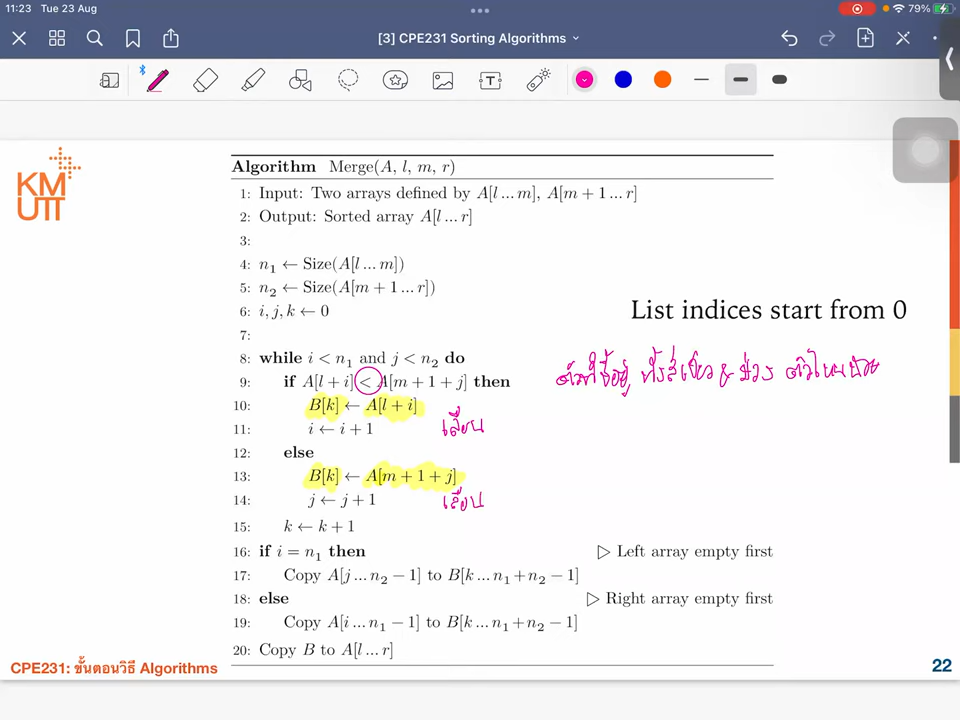 11:23 Tue 23 Aug
79%
[3] CPE231 Sorting Algorithms
KM
UTT
Algorithm Merge(A, l, m, r)
1: Input: Two arrays defined by A[l…m], A[m + 1…r]
2: Output: Sorted array A[l…r]
3:
4: n₁ ← Size(A[l…m])
5: n₂ ← Size(A[m + 1…r])
6: i, j, k ← 0
List indices start from 0
7:
8: while i < n₁ and j < n₂ do
9: if A[l + i] < A[m + 1 + j] then
10: B[k] ← A[l + i]
11: i ← i + 1
เลื่อน
12: else
13: B[k] ← A[m + 1 + j]
14: j ← j + 1
เลื่อน
15: k ← k + 1
16: if i = n₁ then ▷ Left array empty first
17: Copy A[j…n₂ − 1] to B[k…n₁+n₂ − 1]
18: else ▷ Right array empty first
19: Copy A[i…n₁ − 1] to B[k…n₁+n₂ − 1]
20: Copy B to A[l…r]
CPE231: ขั้นตอนวิธี Algorithms
22